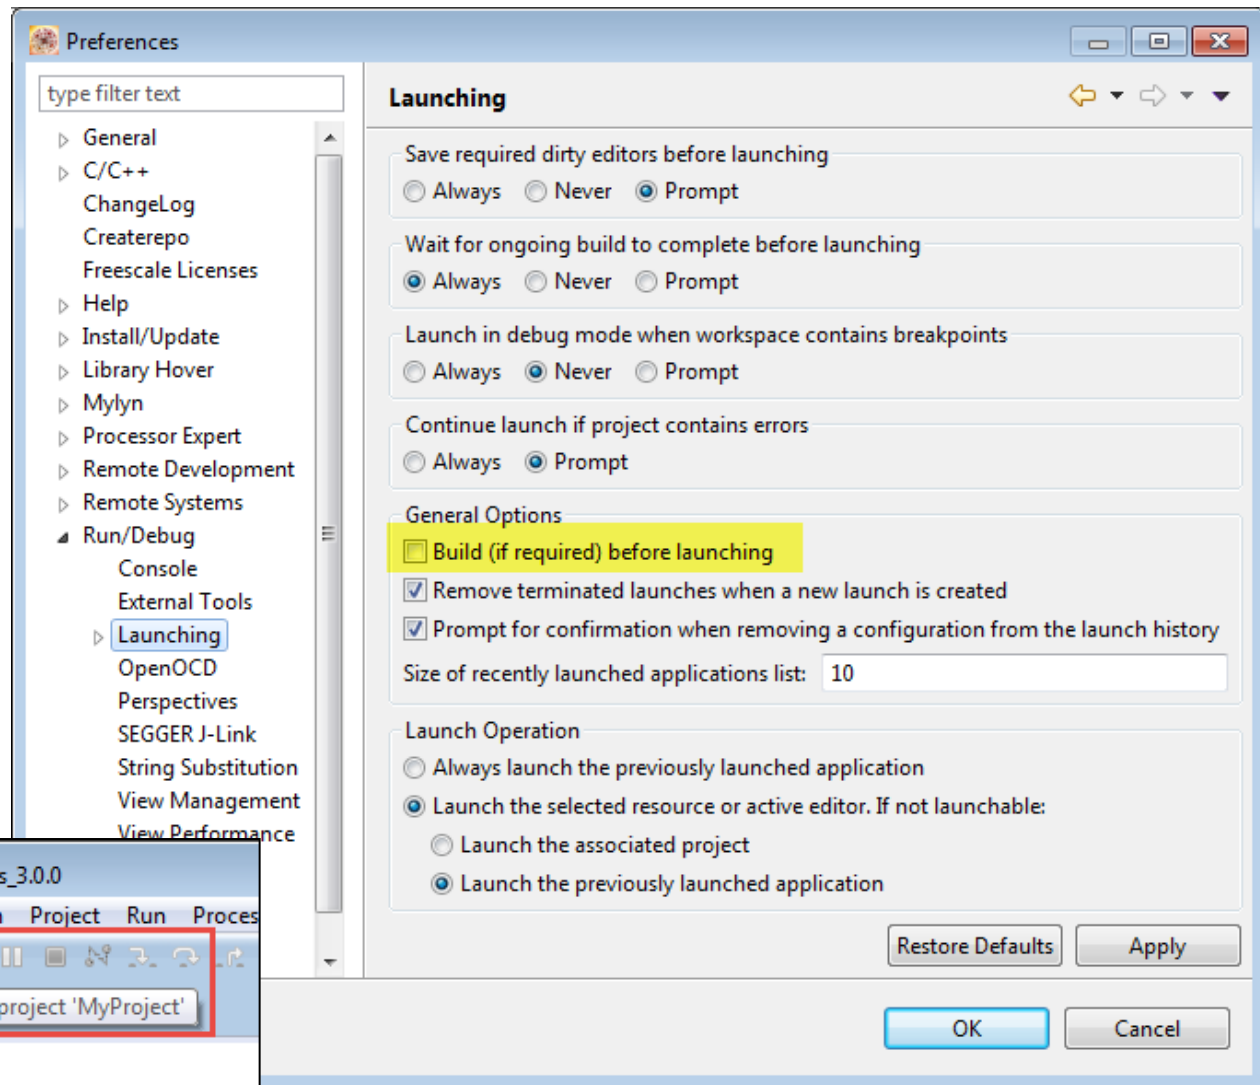 Preferences
type filter text
General
C/C++
ChangeLog
Createrepo
Freescale Licenses
Help
Install/Update
Library Hover
Mylyn
Processor Expert
Remote Development
Remote Systems
Run/Debug
Console
External Tools
Launching
OpenOCD
Perspectives
SEGGER J-Link
String Substitution
View Management
View Performance
Launching
Save required dirty editors before launching
Always Never Prompt
Wait for ongoing build to complete before launching
Always Never Prompt
Launch in debug mode when workspace contains breakpoints
Always Never Prompt
Continue launch if project contains errors
Always Prompt
General Options
Build (if required) before launching
Remove terminated launches when a new launch is created
Prompt for confirmation when removing a configuration from the launch history
Size of recently launched applications list: 10
Launch Operation
Always launch the previously launched application
Launch the selected resource or active editor. If not launchable:
Launch the associated project
Launch the previously launched application
Restore Defaults Apply
OK Cancel
s_3.0.0
Project Run Proces
project 'MyProject'